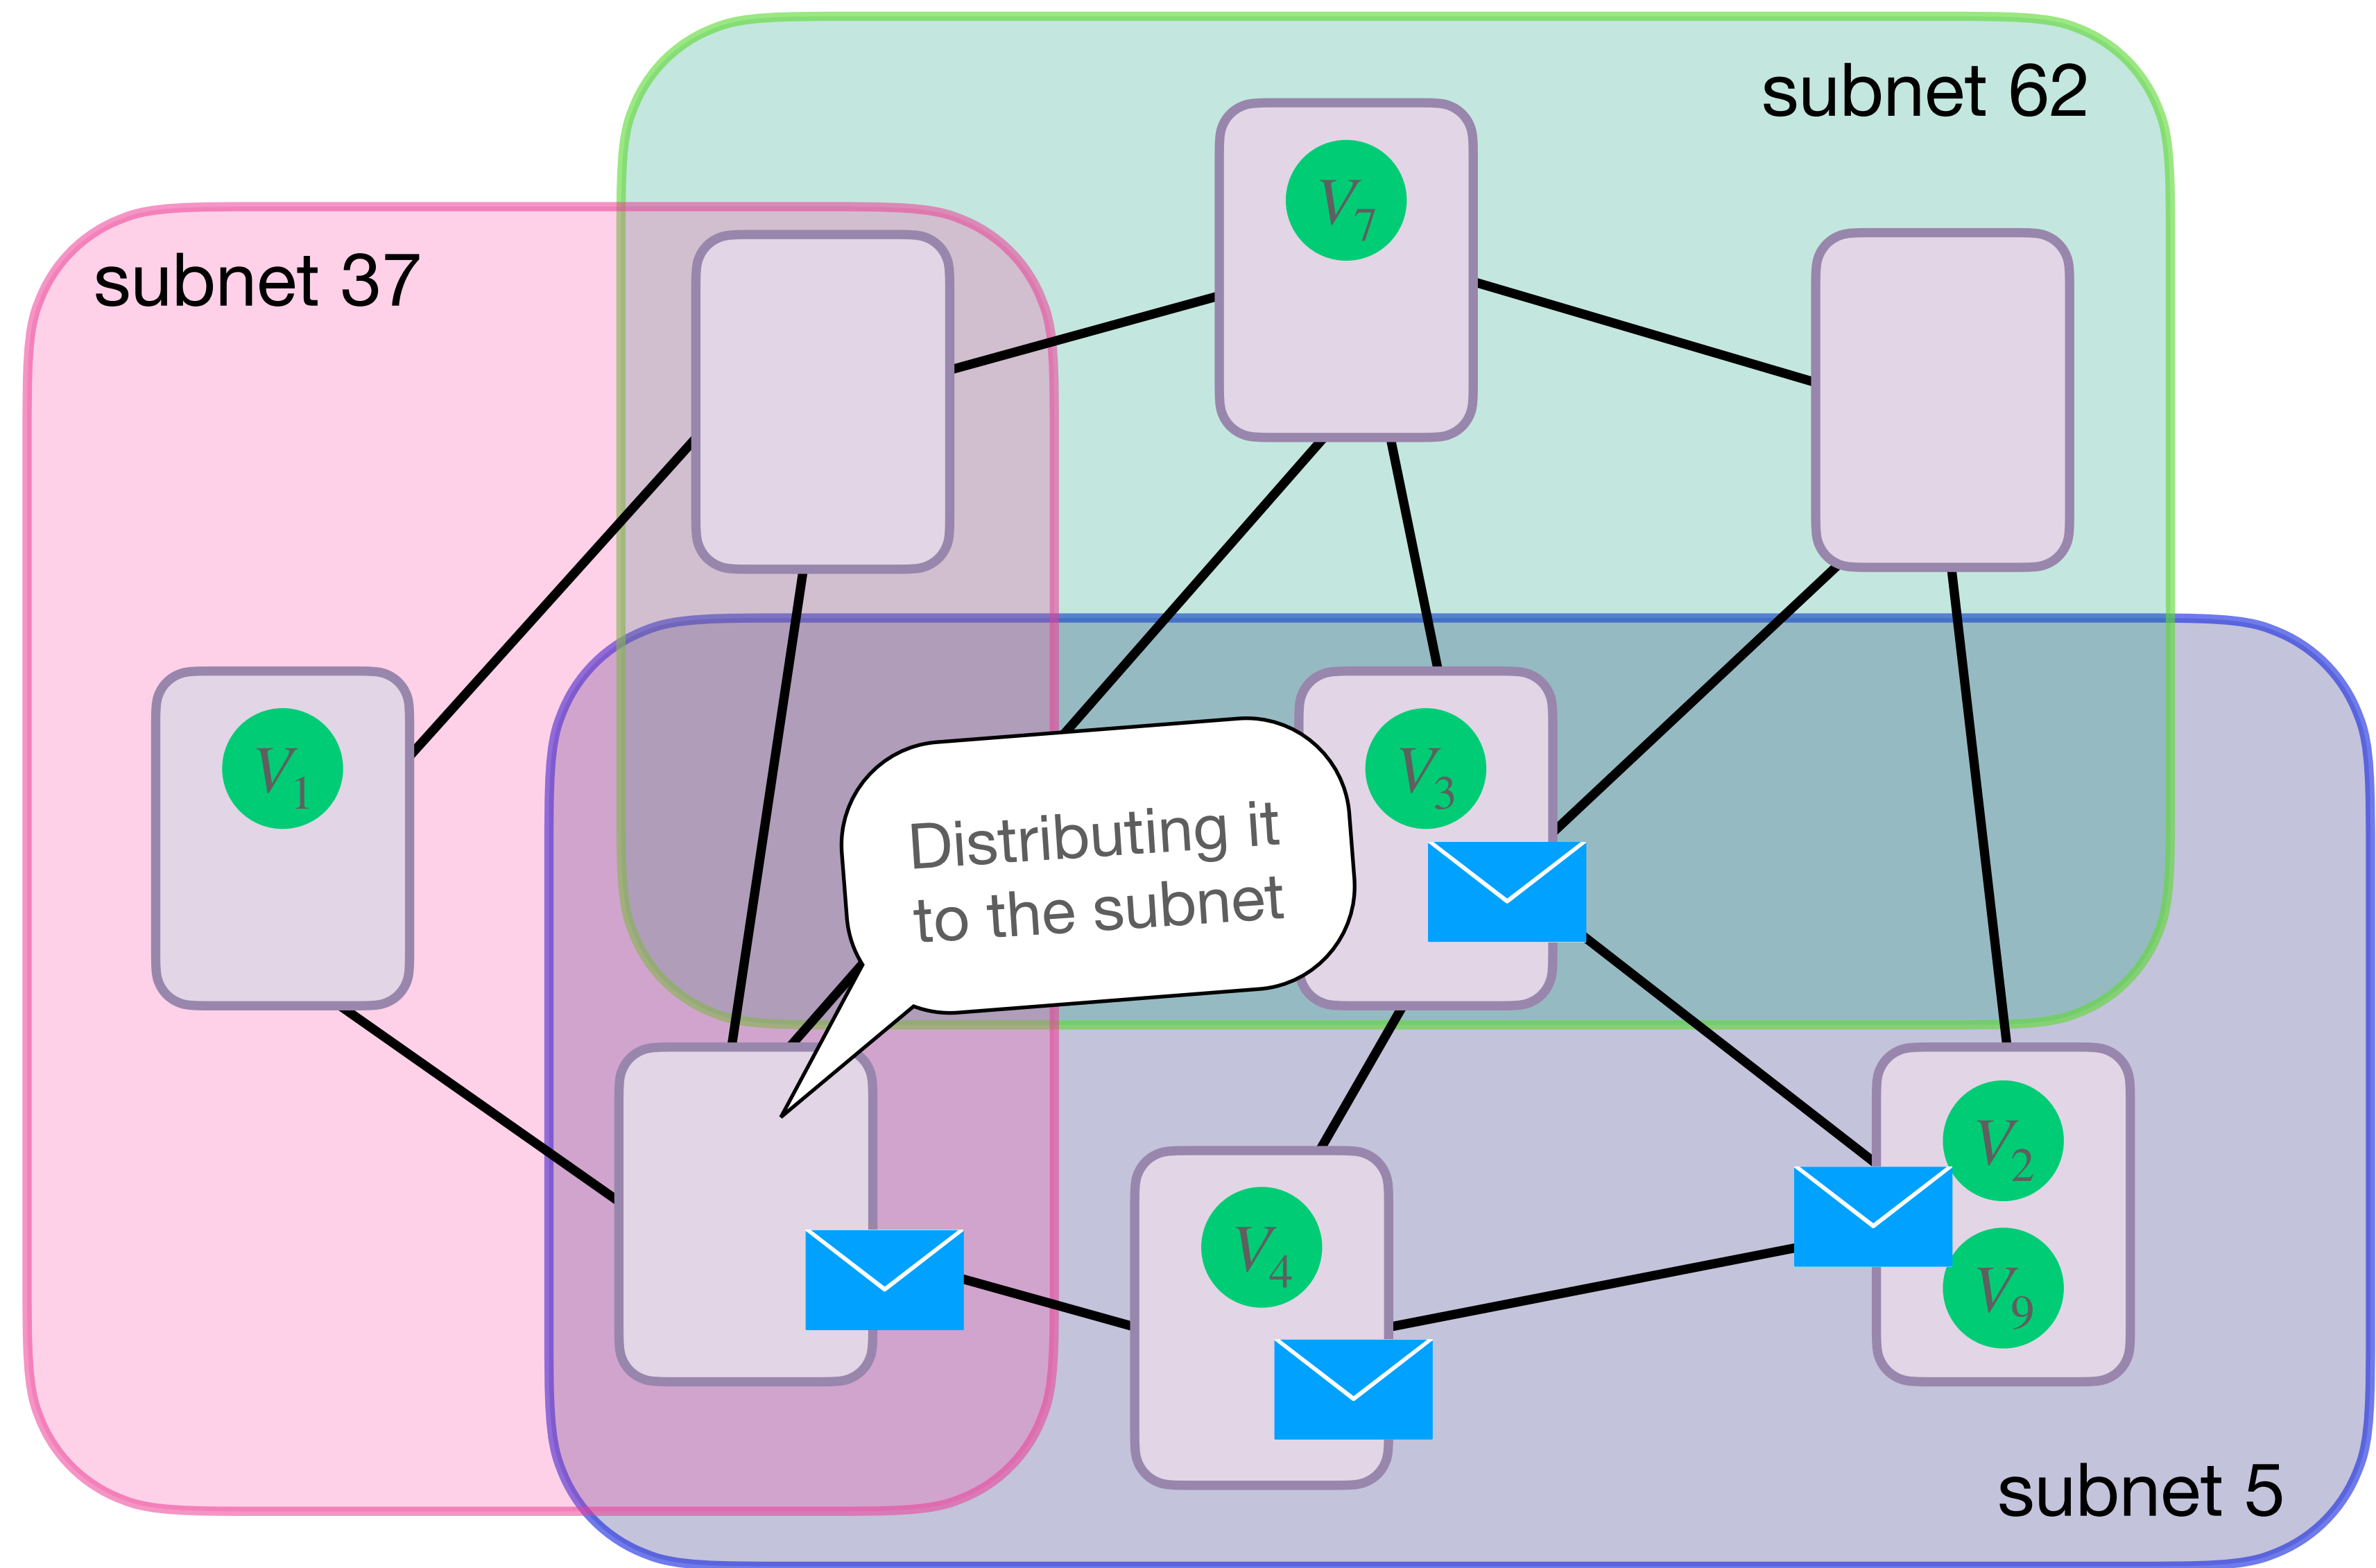 subnet 62
V7
subnet 37
V1
V3
Distributing it
to the subnet
V2
V4
V9
subnet 5